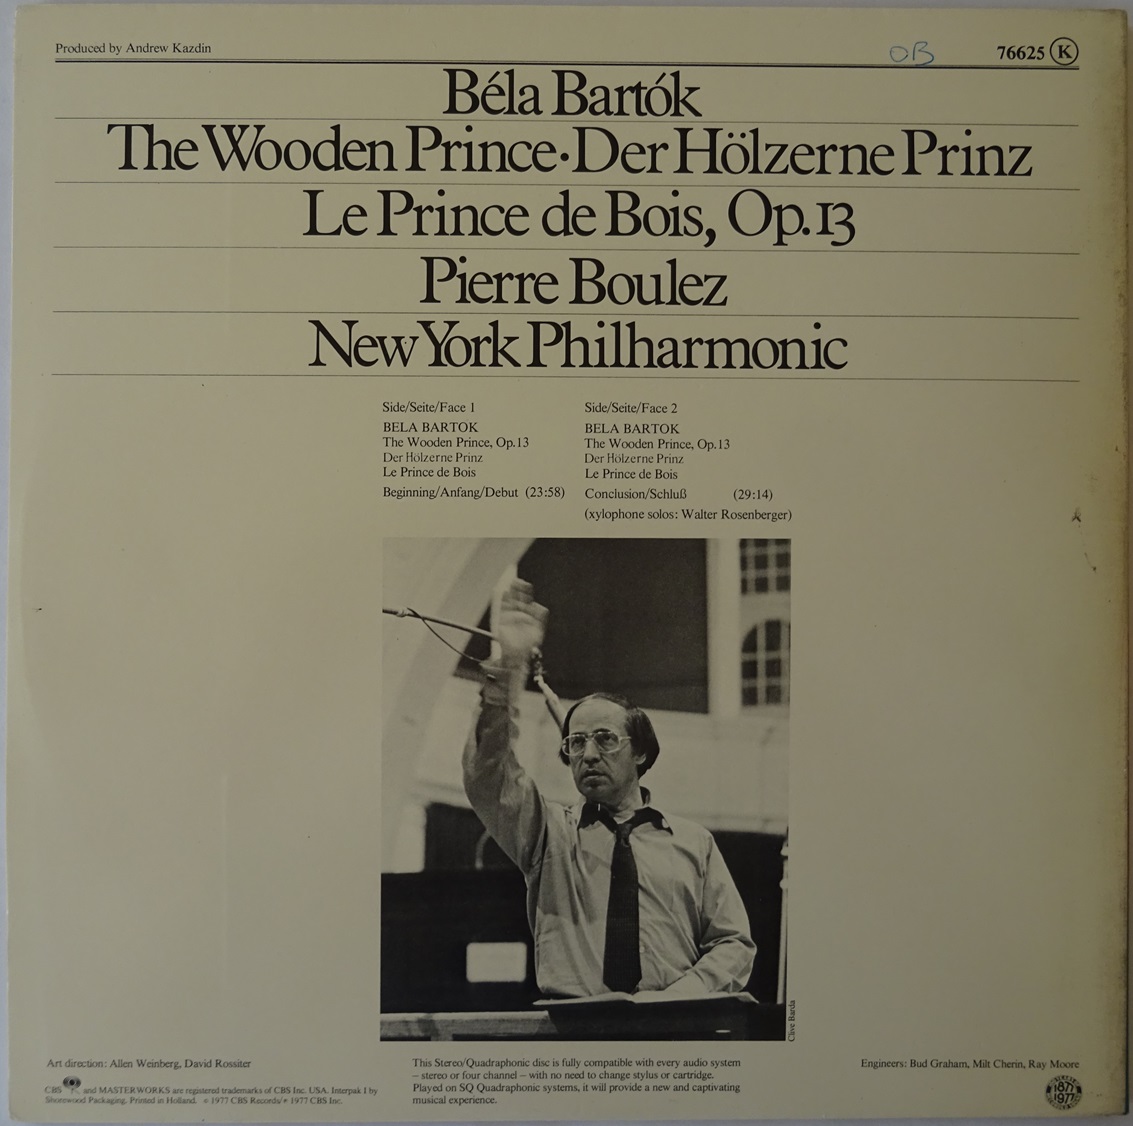 Produced by Andrew Kazdin
OB
76625 K
Béla Bartók
The Wooden Prince·Der Hölzerne Prinz
Le Prince de Bois, Op.13
Pierre Boulez
New York Philharmonic
Side/Seite/Face 1
BELA BARTOK
The Wooden Prince, Op.13
Der Hölzerne Prinz
Le Prince de Bois
Beginning/Anfang/Debut (23:58)
Side/Seite/Face 2
BELA BARTOK
The Wooden Prince, Op.13
Der Hölzerne Prinz
Le Prince de Bois
Conclusion/Schluß (29:14)
(xylophone solos: Walter Rosenberger)
Clive Barda
Art direction: Allen Weinberg, David Rossiter
CBS and MASTERWORKS are registered trademarks of CBS Inc. USA. Interpak I by
Shorewood Packaging. Printed in Holland. ℗ 1977 CBS Records/℗ 1977 CBS Inc.
This Stereo/Quadraphonic disc is fully compatible with every audio system
– stereo or four channel – with no need to change stylus or cartridge.
Played on SQ Quadraphonic systems, it will provide a new and captivating
musical experience.
Engineers: Bud Graham, Milt Cherin, Ray Moore
1877
1977